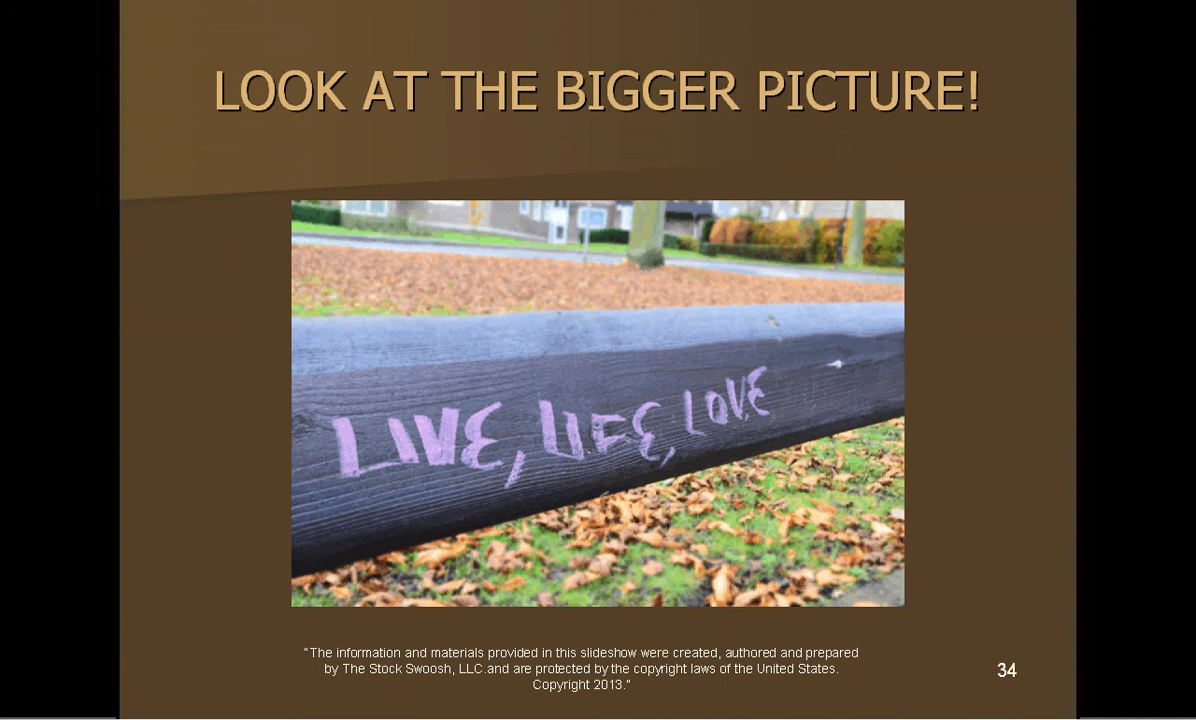 LOOK AT THE BIGGER PICTURE!
LIVE, LIFE, LOVE
"The information and materials provided in this slideshow were created, authored and prepared
by The Stock Swoosh, LLC.and are protected by the copyright laws of the United States.
Copyright 2013."
34